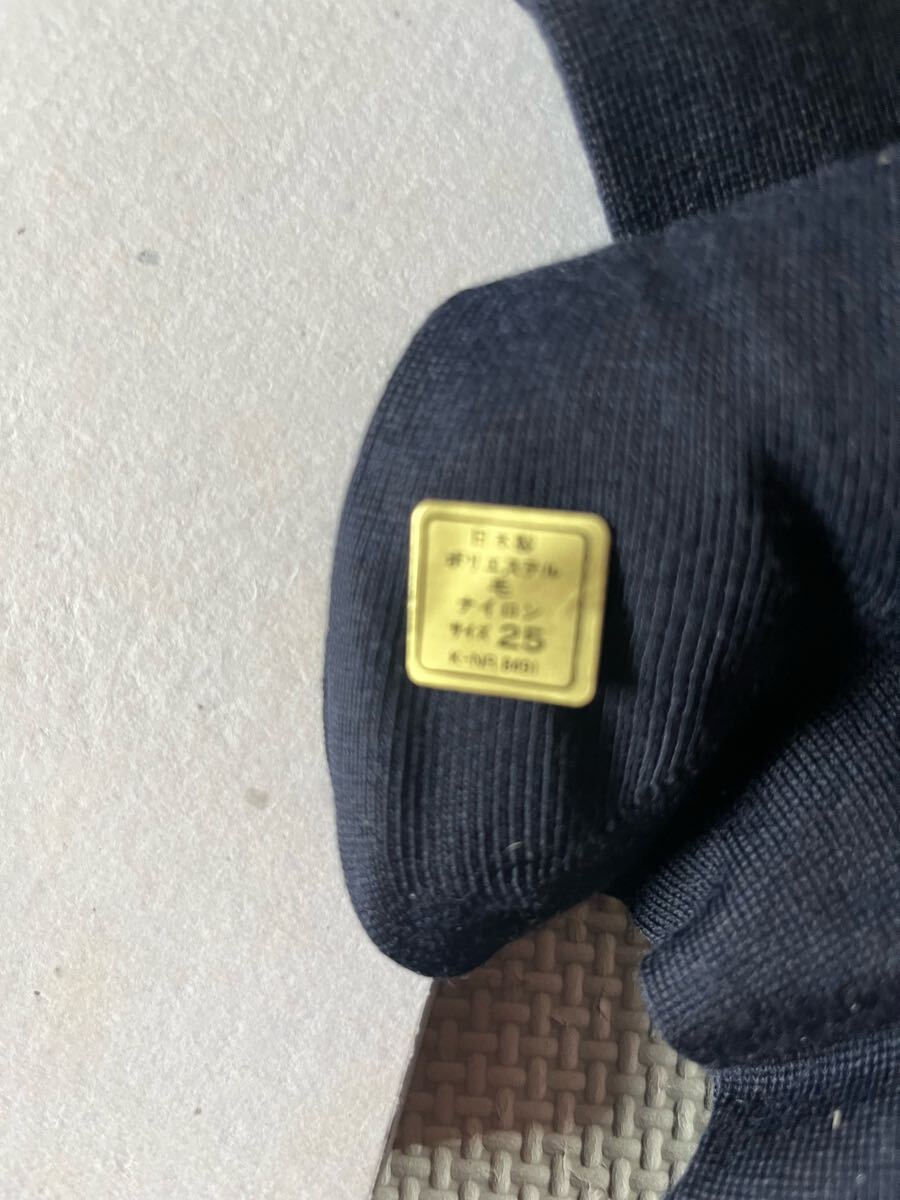 日本製
ポリエステル
毛
ナイロン
サイズ 25